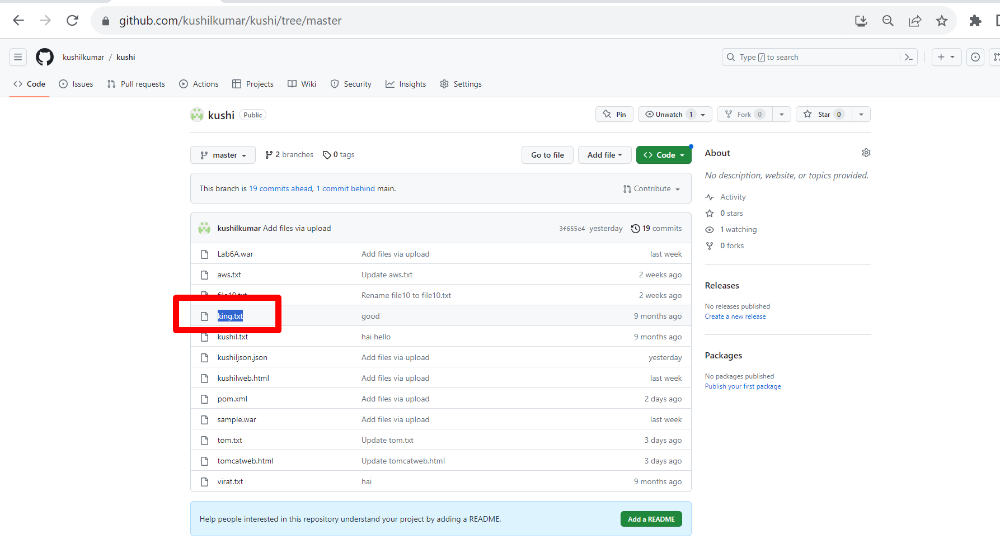 github.com/kushilkumar/kushi/tree/master
kushilkumar / kushi
Type / to search
Code Issues Pull requests Actions Projects Wiki Security Insights Settings
kushi Public
Pin Unwatch 1 Fork 0 Star 0
master 2 branches 0 tags Go to file Add file Code
About
No description, website, or topics provided.
This branch is 19 commits ahead, 1 commit behind main. Contribute
Activity
0 stars
1 watching
0 forks
kushilkumar Add files via upload 3f655e4 yesterday 19 commits
Lab6A.war Add files via upload last week
aws.txt Update aws.txt 2 weeks ago
file10.txt Rename file10 to file10.txt 2 weeks ago
king.txt good 9 months ago
kushil.txt hai hello 9 months ago
kushiljson.json Add files via upload yesterday
kushilweb.html Add files via upload last week
pom.xml Add files via upload 2 days ago
sample.war Add files via upload last week
tom.txt Update tom.txt 3 days ago
tomcatweb.html Update tomcatweb.html 3 days ago
virat.txt hai 9 months ago
Releases
No releases published
Create a new release
Packages
No packages published
Publish your first package
Help people interested in this repository understand your project by adding a README. Add a README